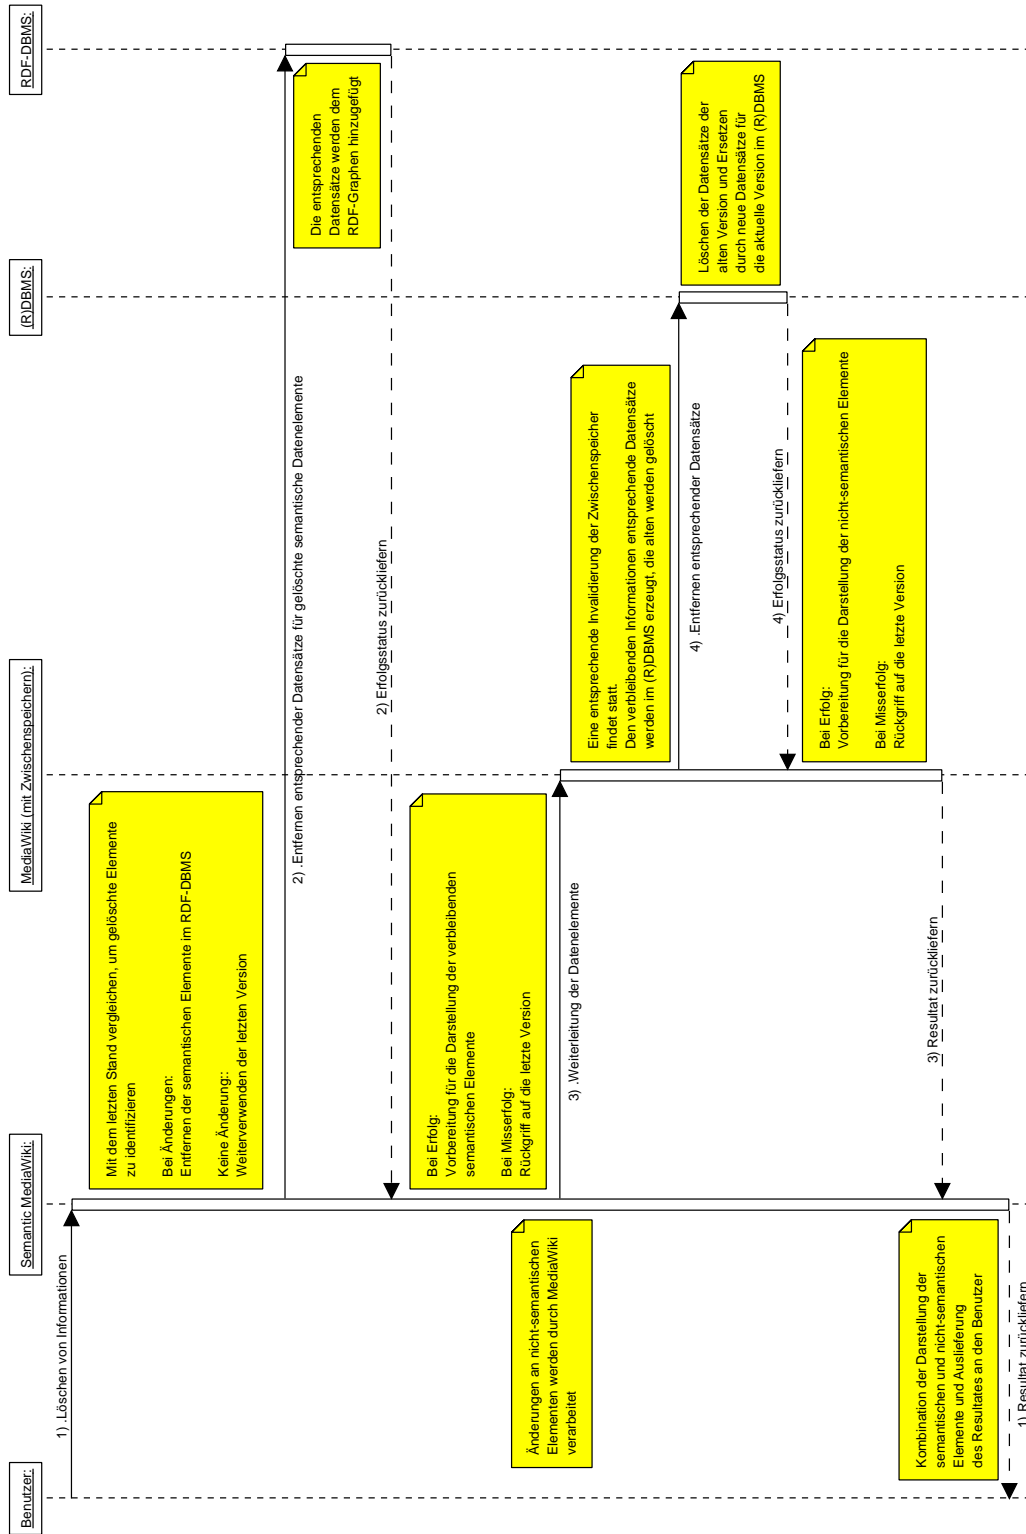 Benutzer:
Semantic MediaWiki:
MediaWiki (mit Zwischenspeichern):
(R)DBMS:
RDF-DBMS:
1) .Löschen von Informationen
Mit dem letzten Stand vergleichen, um gelöschte Elemente
zu identifizieren
Bei Änderungen:
Entfernen der semantischen Elemente im RDF-DBMS
Keine Änderung::
Weiterverwenden der letzten Version
2) .Entfernen entsprechender Datensätze für gelöschte semantische Datenelemente
Die entsprechenden
Datensätze werden dem
RDF-Graphen hinzugefügt
2) Erfolgsstatus zurückliefern
Bei Erfolg:
Vorbereitung für die Darstellung der verbleibenden
semantischen Elemente
Bei Misserfolg:
Rückgriff auf die letzte Version
Änderungen an nicht-semantischen
Elementen werden durch MediaWiki
verarbeitet
3) .Weiterleitung der Datenelemente
Eine entsprechende Invalidierung der Zwischenspeicher
findet statt.
Den verbleibenden Informationen entsprechende Datensätze
werden im (R)DBMS erzeugt, die alten werden gelöscht
4) .Entfernen entsprechender Datensätze
Löschen der Datensätze der
alten Version und Ersetzen
durch neue Datensätze für
die aktuelle Version im (R)DBMS
4) Erfolgsstatus zurückliefern
Bei Erfolg:
Vorbereitung für die Darstellung der nicht-semantischen Elemente
Bei Misserfolg:
Rückgriff auf die letzte Version
3) Resultat zurückliefern
Kombination der Darstellung der
semantischen und nicht-semantischen
Elemente und Auslieferung
des Resultates an den Benutzer
1) Resultat zurückliefern